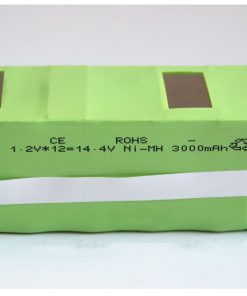 CE ROHS -
1.2V*12=14.4V Ni-MH 3000mAh